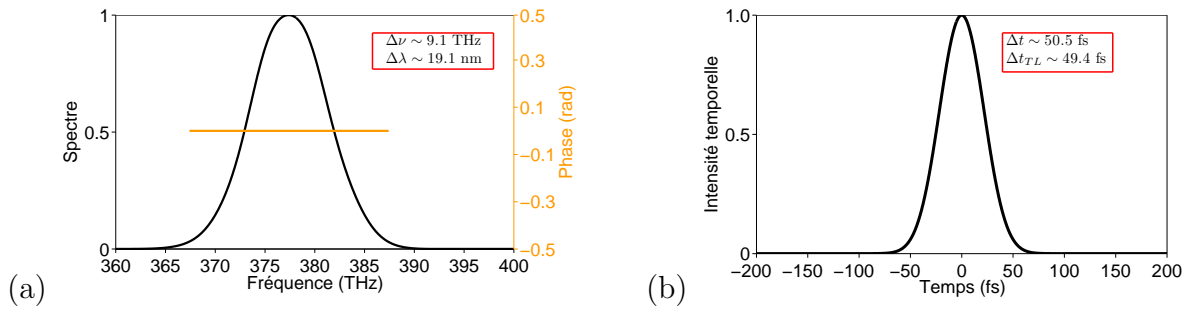 1
0.5
0
Spectre
360
365
370
375
380
385
390
395
400
Fréquence (THz)
0.5
0.3
0.1
−0.1
−0.3
−0.5
Phase (rad)
Δν ∼ 9.1 THz
Δλ ∼ 19.1 nm
(a)
1.0
0.5
0
Intensité temporelle
−200
−150
−100
−50
0
50
100
150
200
Temps (fs)
Δt ∼ 50.5 fs
Δt_TL ∼ 49.4 fs
(b)